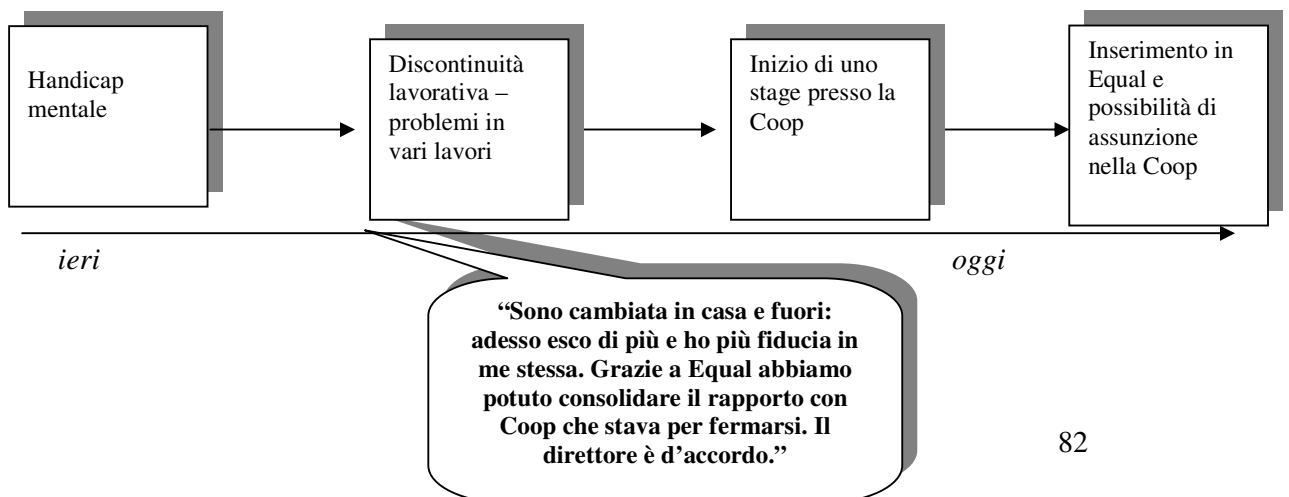 Handicap
mentale
Discontinuità
lavorativa –
problemi in
vari lavori
Inizio di uno
stage presso la
Coop
Inserimento in
Equal e
possibilità di
assunzione
nella Coop
ieri
oggi
“Sono cambiata in casa e fuori:
adesso esco di più e ho più fiducia in
me stessa. Grazie a Equal abbiamo
potuto consolidare il rapporto con
Coop che stava per fermarsi. Il
direttore è d’accordo.”
82